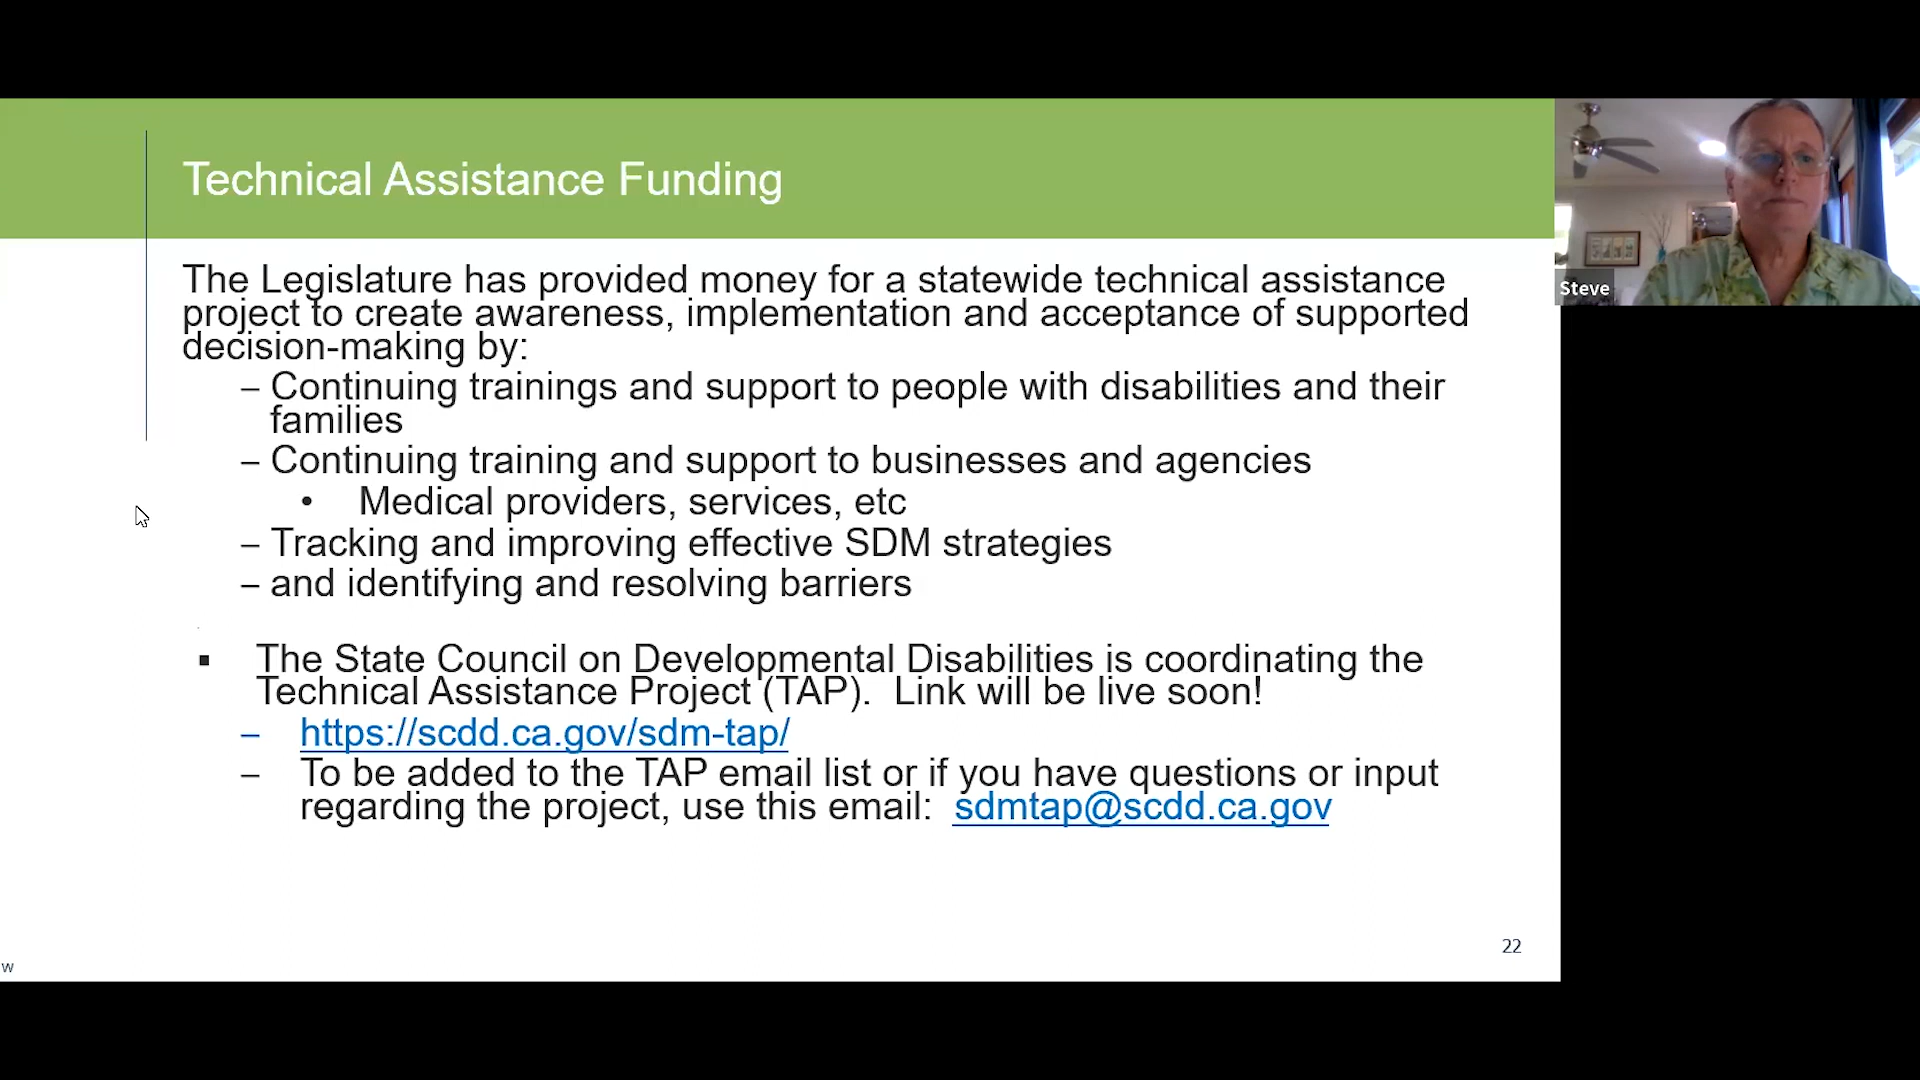 Technical Assistance Funding
The Legislature has provided money for a statewide technical assistance
project to create awareness, implementation and acceptance of supported
decision-making by:
– Continuing trainings and support to people with disabilities and their
families
– Continuing training and support to businesses and agencies
• Medical providers, services, etc
– Tracking and improving effective SDM strategies
– and identifying and resolving barriers
▪ The State Council on Developmental Disabilities is coordinating the
Technical Assistance Project (TAP). Link will be live soon!
– https://scdd.ca.gov/sdm-tap/
– To be added to the TAP email list or if you have questions or input
regarding the project, use this email: sdmtap@scdd.ca.gov
22
w
Steve